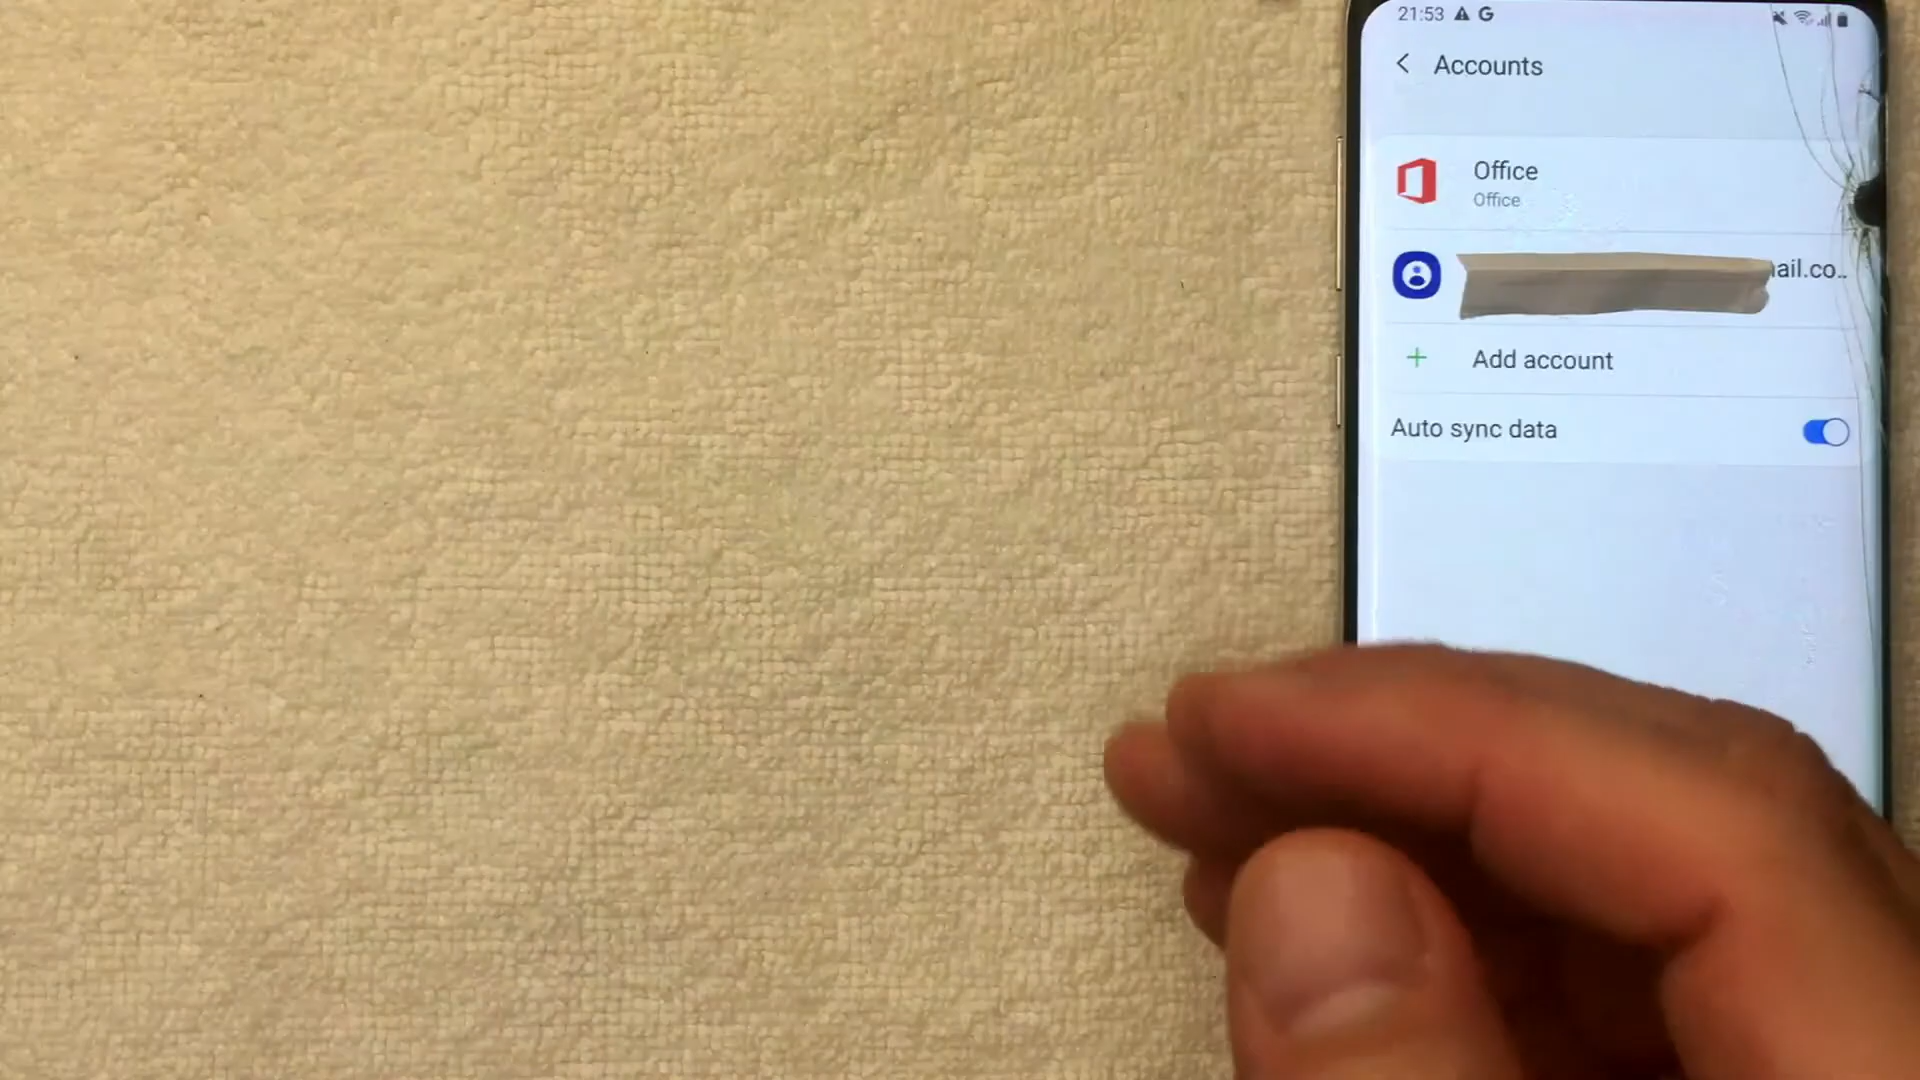 21:53
Accounts
Office
Office
ail.co..
Add account
Auto sync data